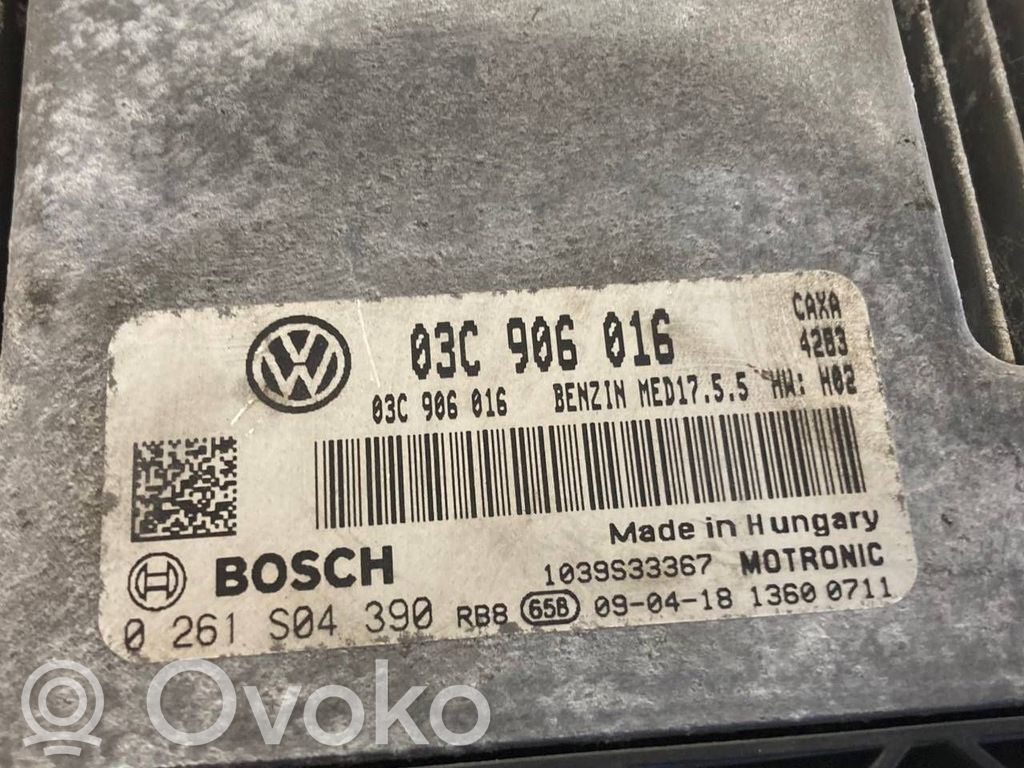 03C 906 016
CAXA
42B3
03C 906 016 BENZIN MED17.5.5 HW: H02
Made in Hungary
BOSCH
1039S33367 MOTRONIC
0 261 S04 390 RB8 65B 09-04-18 1360 0711
Ovoko